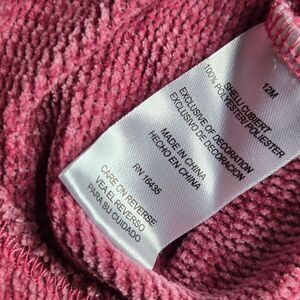 12M
SHELL/CUBIERT
100% POLYESTER/POLIESTER
EXCLUSIVE OF DECORATION
EXCLUSIVO DE DECORACION
MADE IN CHINA
HECHO EN CHINA
RN 16435
CARE ON REVERSE
VEA EL REVERSO
PARA SU CUIDADO